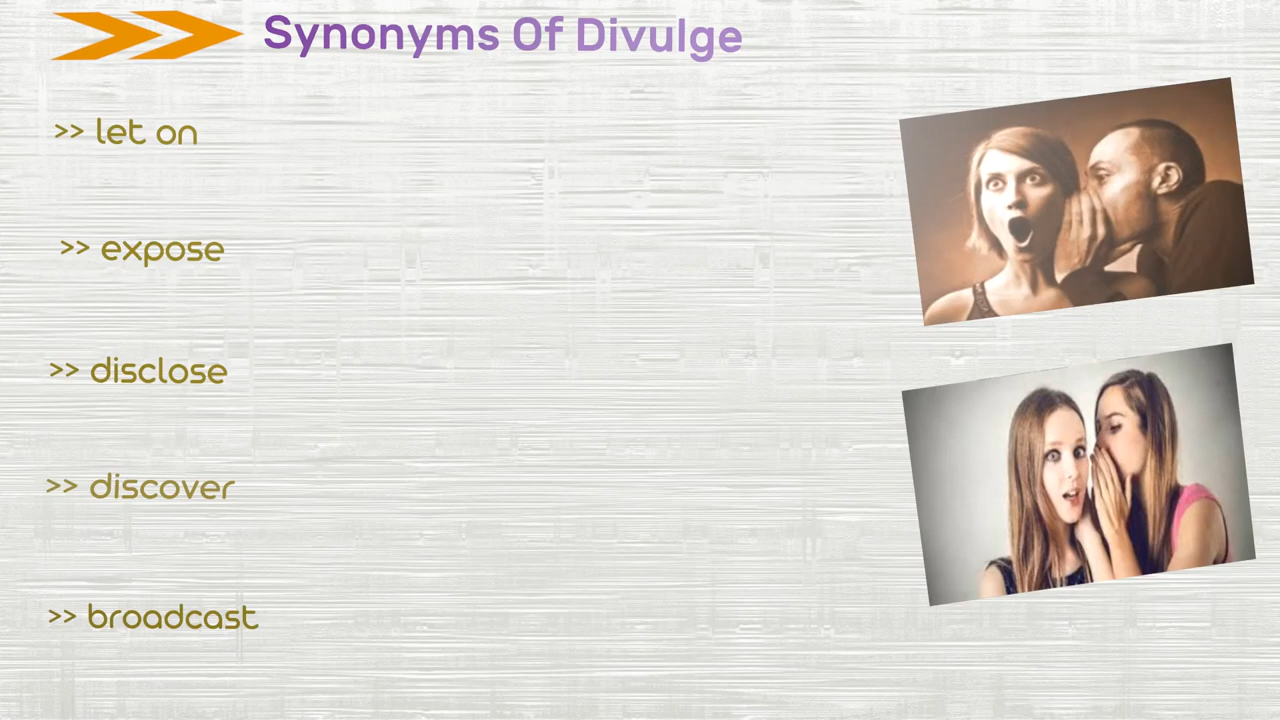 Synonyms Of Divulge
>> let on
>> expose
>> disclose
>> discover
>> broadcast